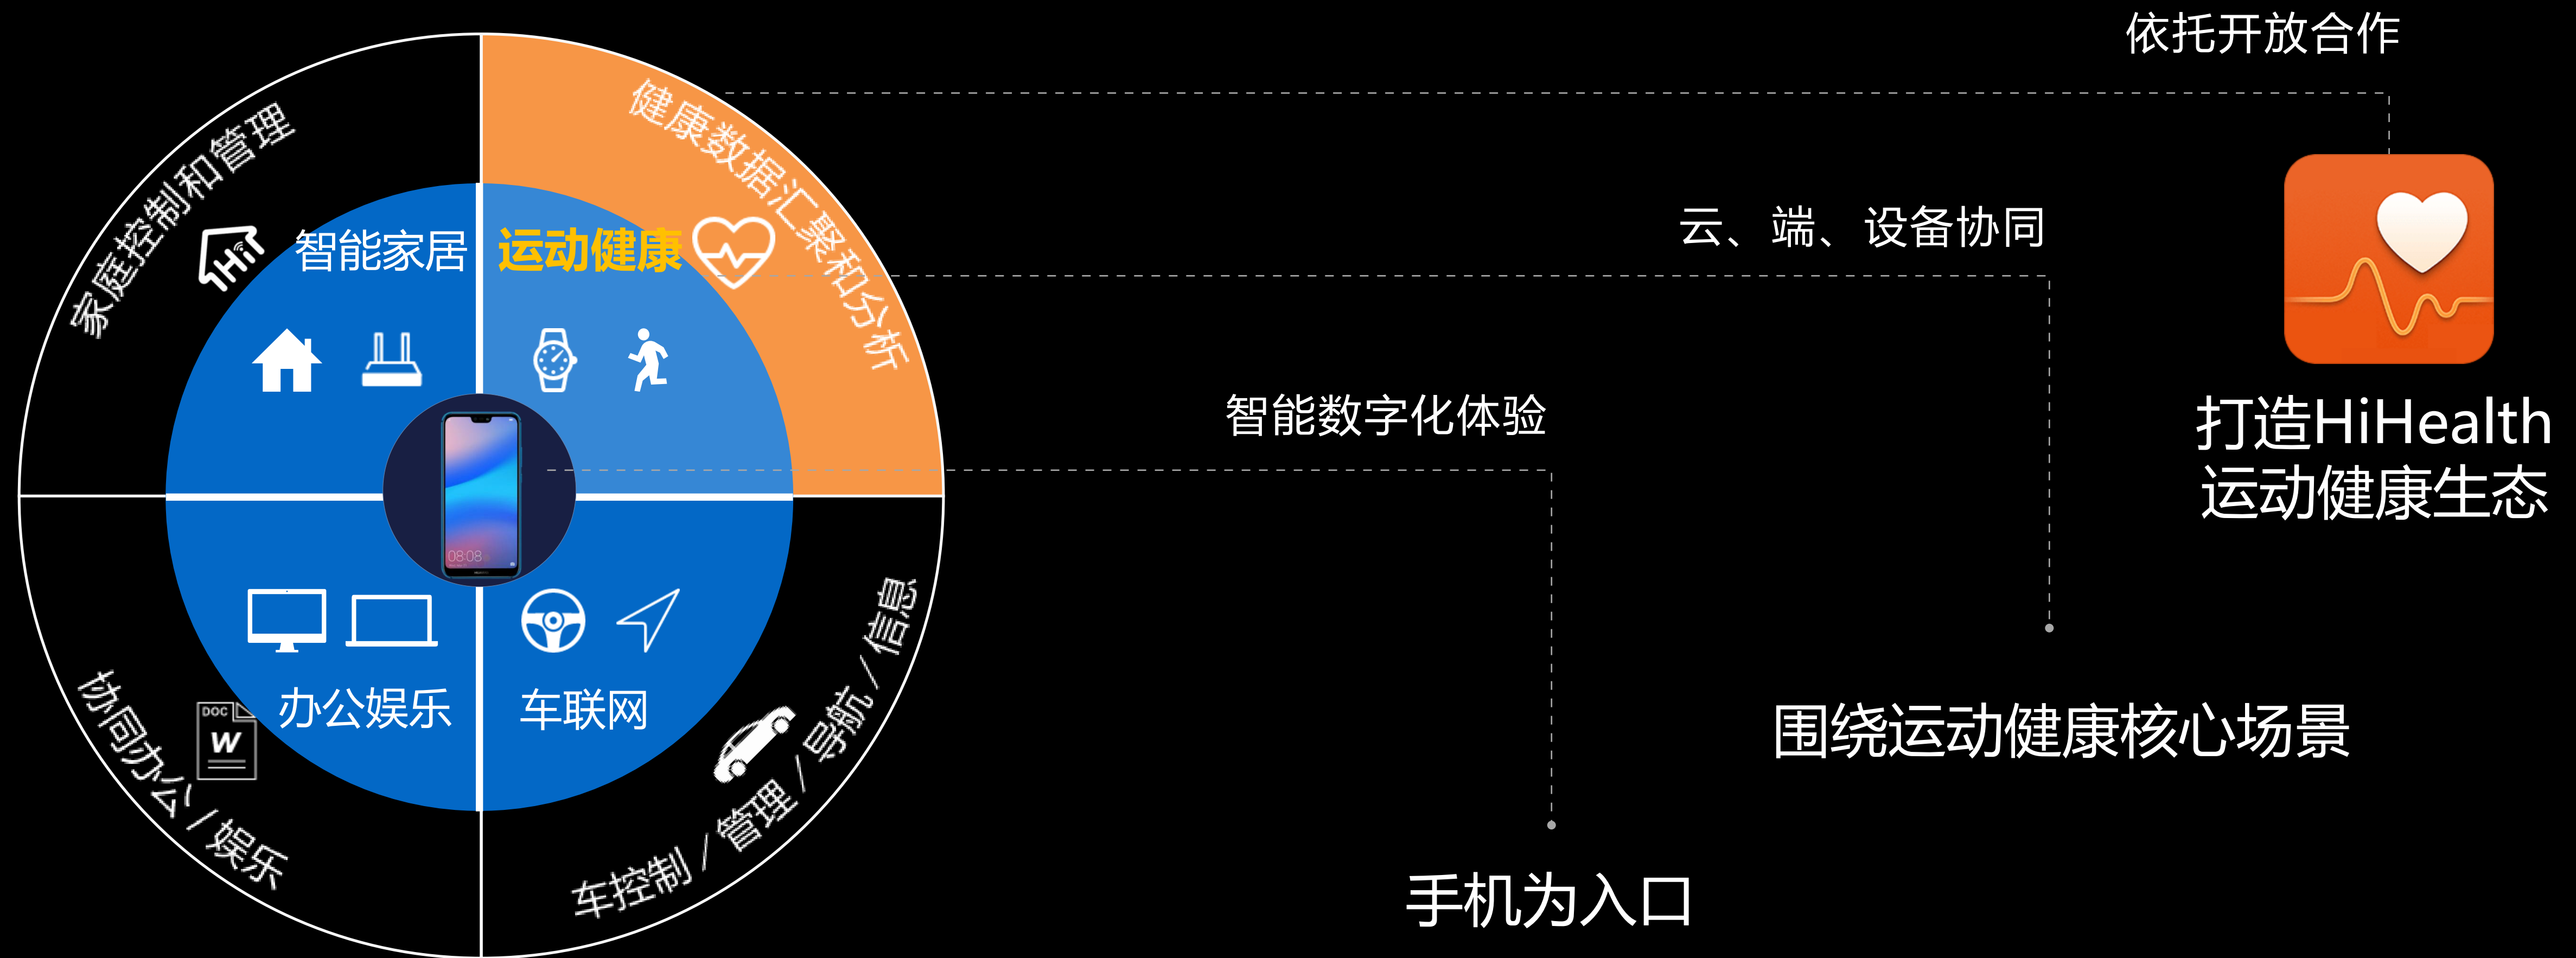 依托开放合作
健康数据汇聚和分析
家庭控制和管理
云、端、设备协同
Hi
智能家居
运动健康
智能数字化体验
打造HiHealth
运动健康生态
08:08
办公娱乐
车联网
DOC
W
协同办公/娱乐
车控制/管理/导航/信息
围绕运动健康核心场景
手机为入口